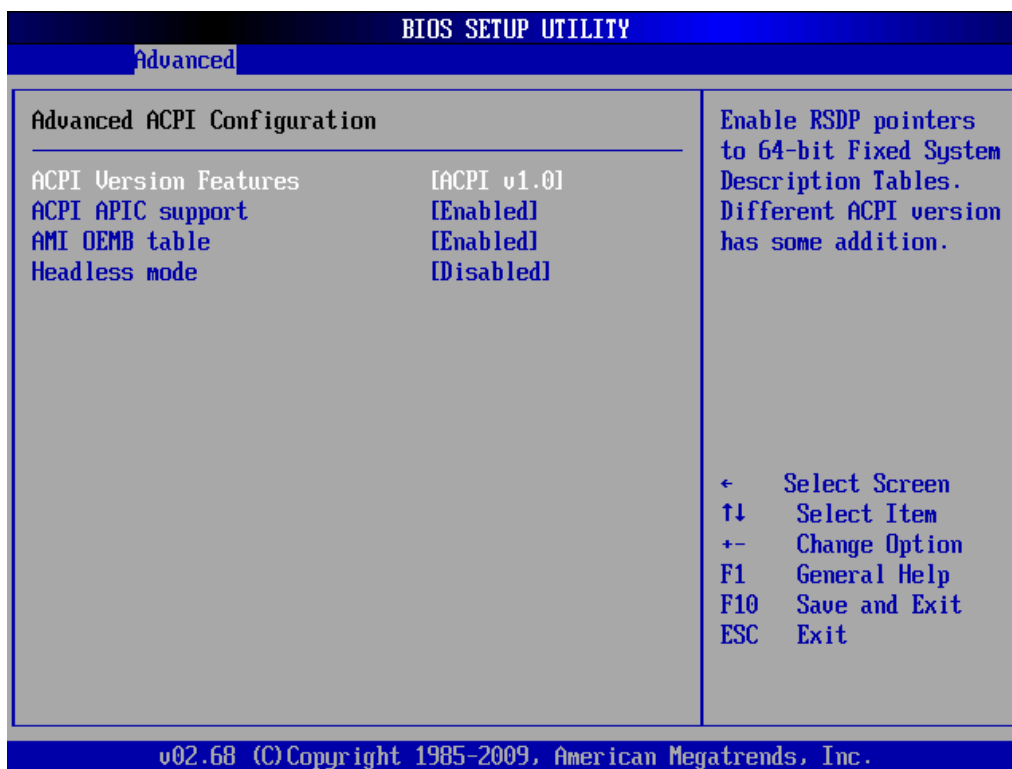 BIOS SETUP UTILITY
Advanced
Advanced ACPI Configuration
ACPI Version Features [ACPI v1.0]
ACPI APIC support [Enabled]
AMI OEMB table [Enabled]
Headless mode [Disabled]
Enable RSDP pointers
to 64-bit Fixed System
Description Tables.
Different ACPI version
has some addition.
← Select Screen
↑↓ Select Item
+- Change Option
F1 General Help
F10 Save and Exit
ESC Exit
v02.68 (C)Copyright 1985-2009, American Megatrends, Inc.